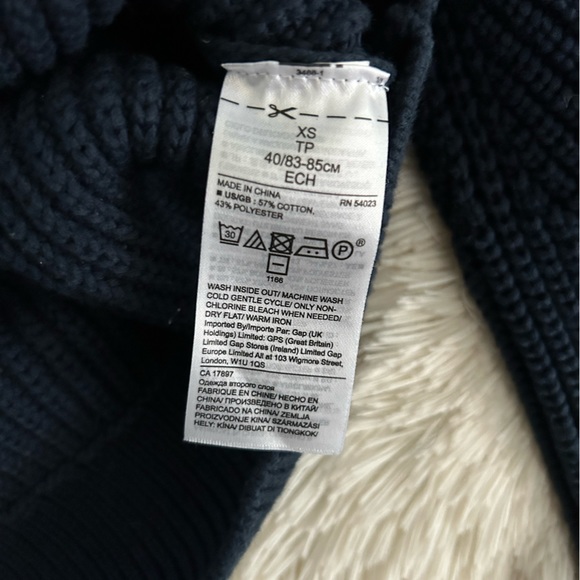 3466-1
XS
TP
40/83-85CM
ECH
MADE IN CHINA RN 54023
■ US/GB : 57% COTTON,
43% POLYESTER
30 P ®
1166
WASH INSIDE OUT/ MACHINE WASH
COLD GENTLE CYCLE/ ONLY NON-
CHLORINE BLEACH WHEN NEEDED/
DRY FLAT/ WARM IRON
Imported By/Importe Par: Gap (UK
Holdings) Limited: GPS (Great Britain)
Limited Gap Stores (Ireland) Limited Gap
Europe Limited All at 103 Wigmore Street,
London, W1U 1QS
CA 17897
Одежда второго слоя
FABRIQUE EN CHINE/ HECHO EN
CHINA/ ПРОИЗВЕДЕНО В КИТАЙ/
FABRICADO NA CHINA/ ZEMLJA
PROIZVODNJE KINA/ SZÁRMAZÁSI
HELY: KÍNA/ DIBUAT DI TIONGKOK/